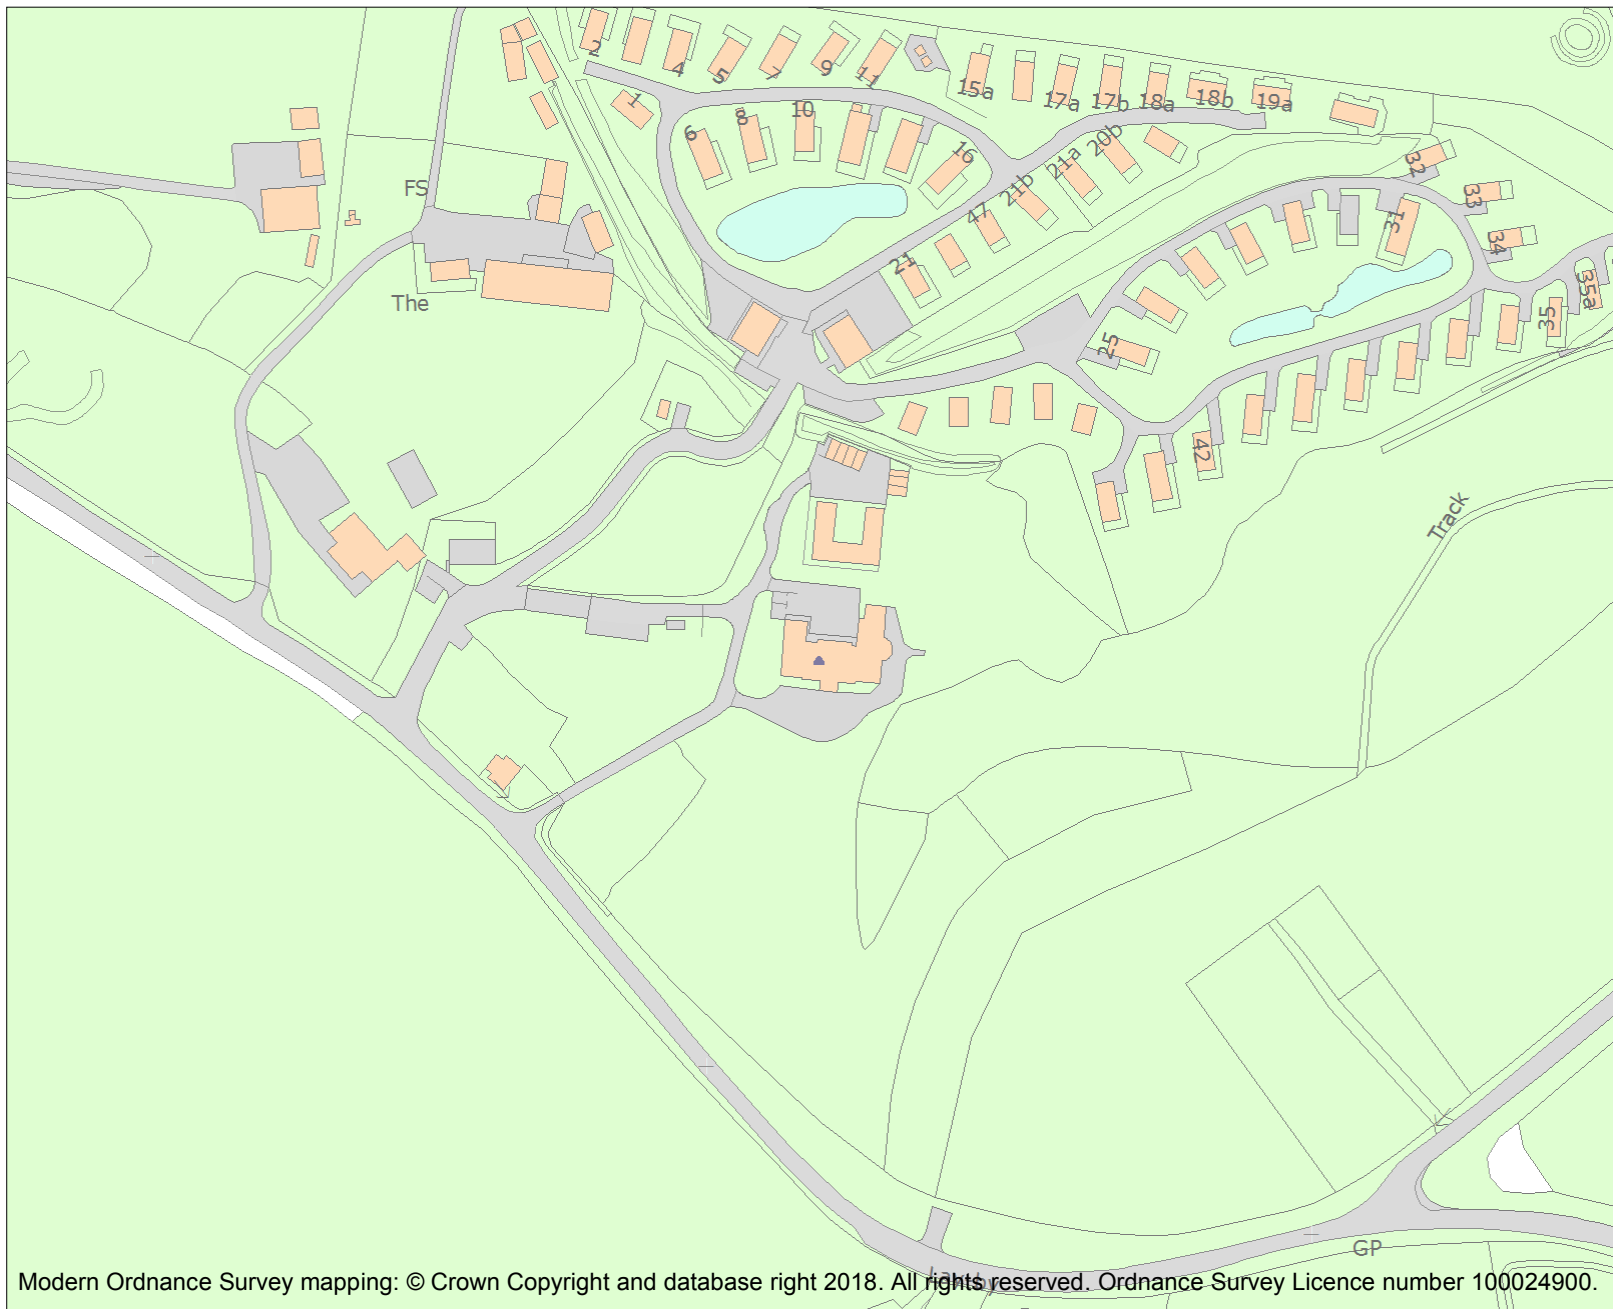 2
4
5
7
9
11
15a
17a
17b
18a
18b
19a
1
6
8
10
16
20b
21a
21b
47
21
32
33
34
31
35a
35
25
42
FS
The
Track
GP
Lay-by
Modern Ordnance Survey mapping: © Crown Copyright and database right 2018. All rights reserved. Ordnance Survey Licence number 100024900.